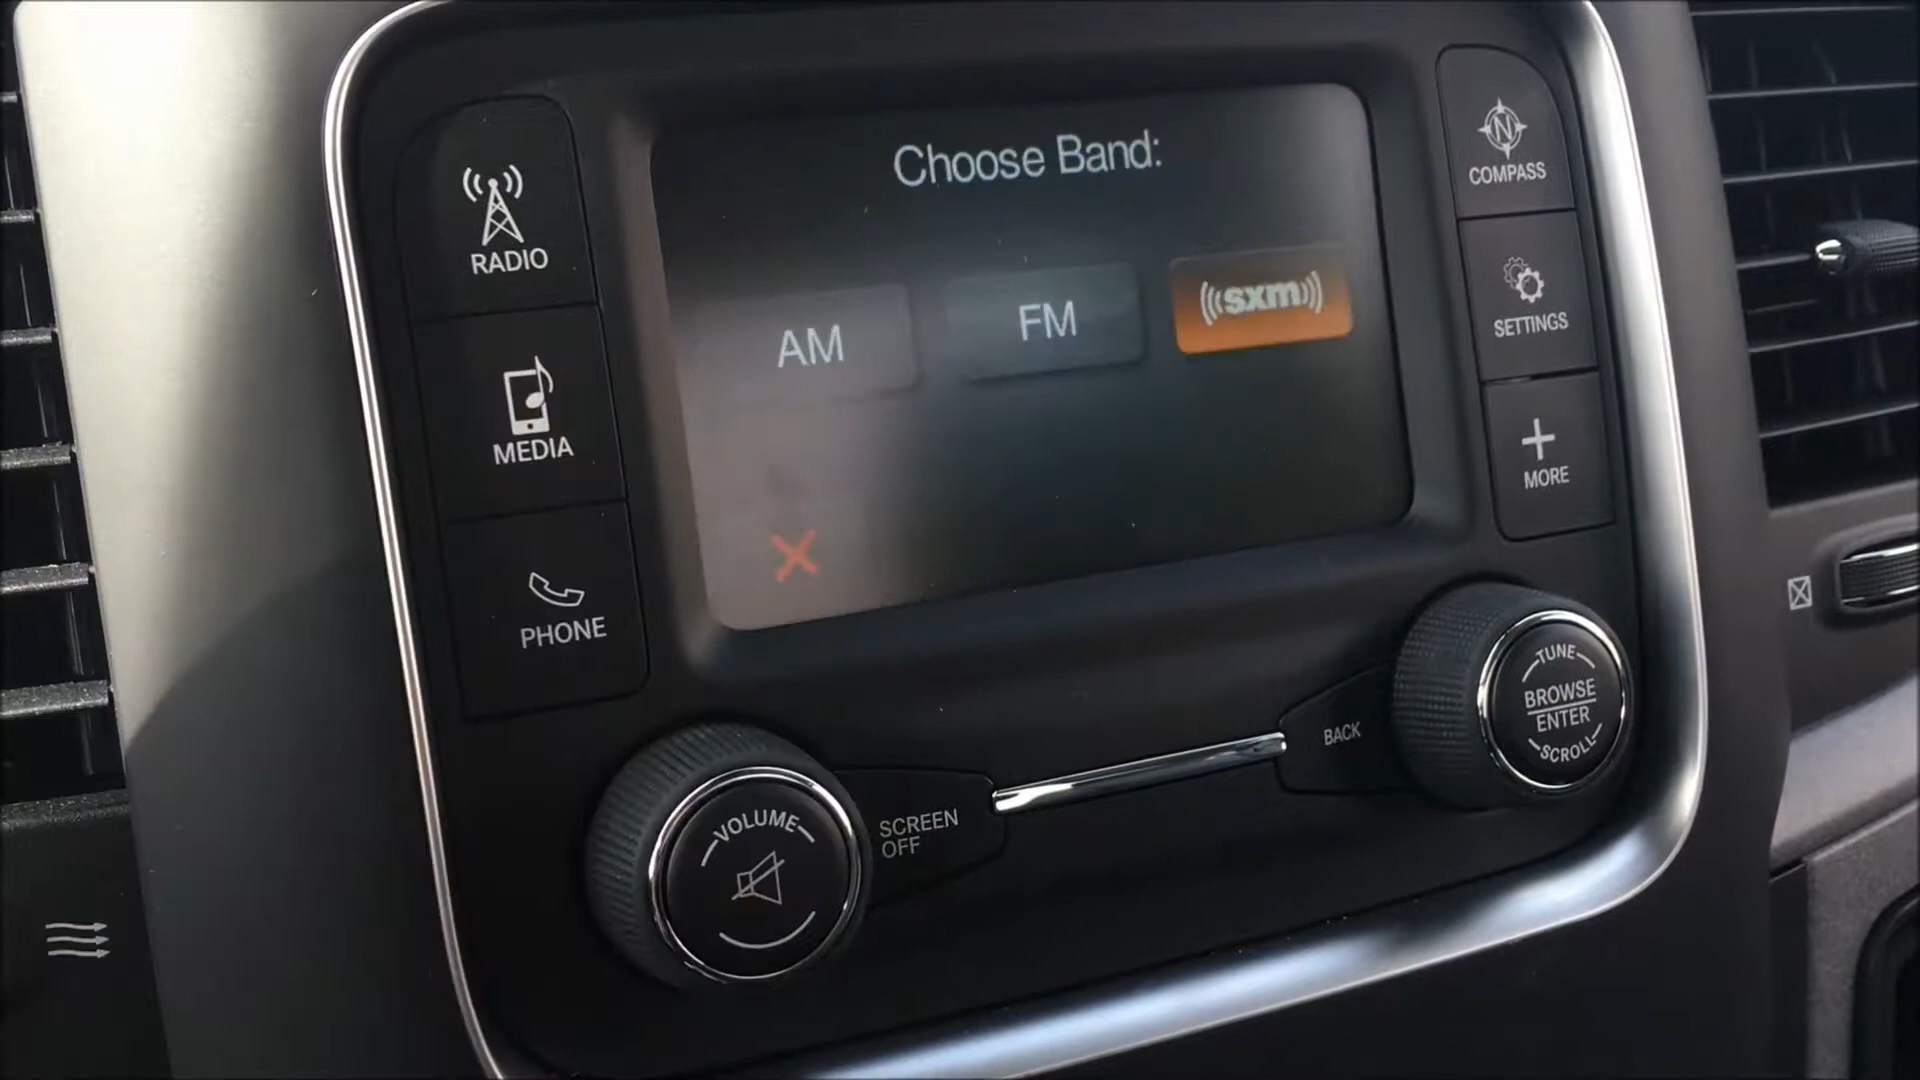 Choose Band:
AM
FM
sxm
RADIO
MEDIA
PHONE
N
COMPASS
SETTINGS
MORE
VOLUME
SCREEN
OFF
BACK
TUNE
BROWSE
ENTER
SCROLL